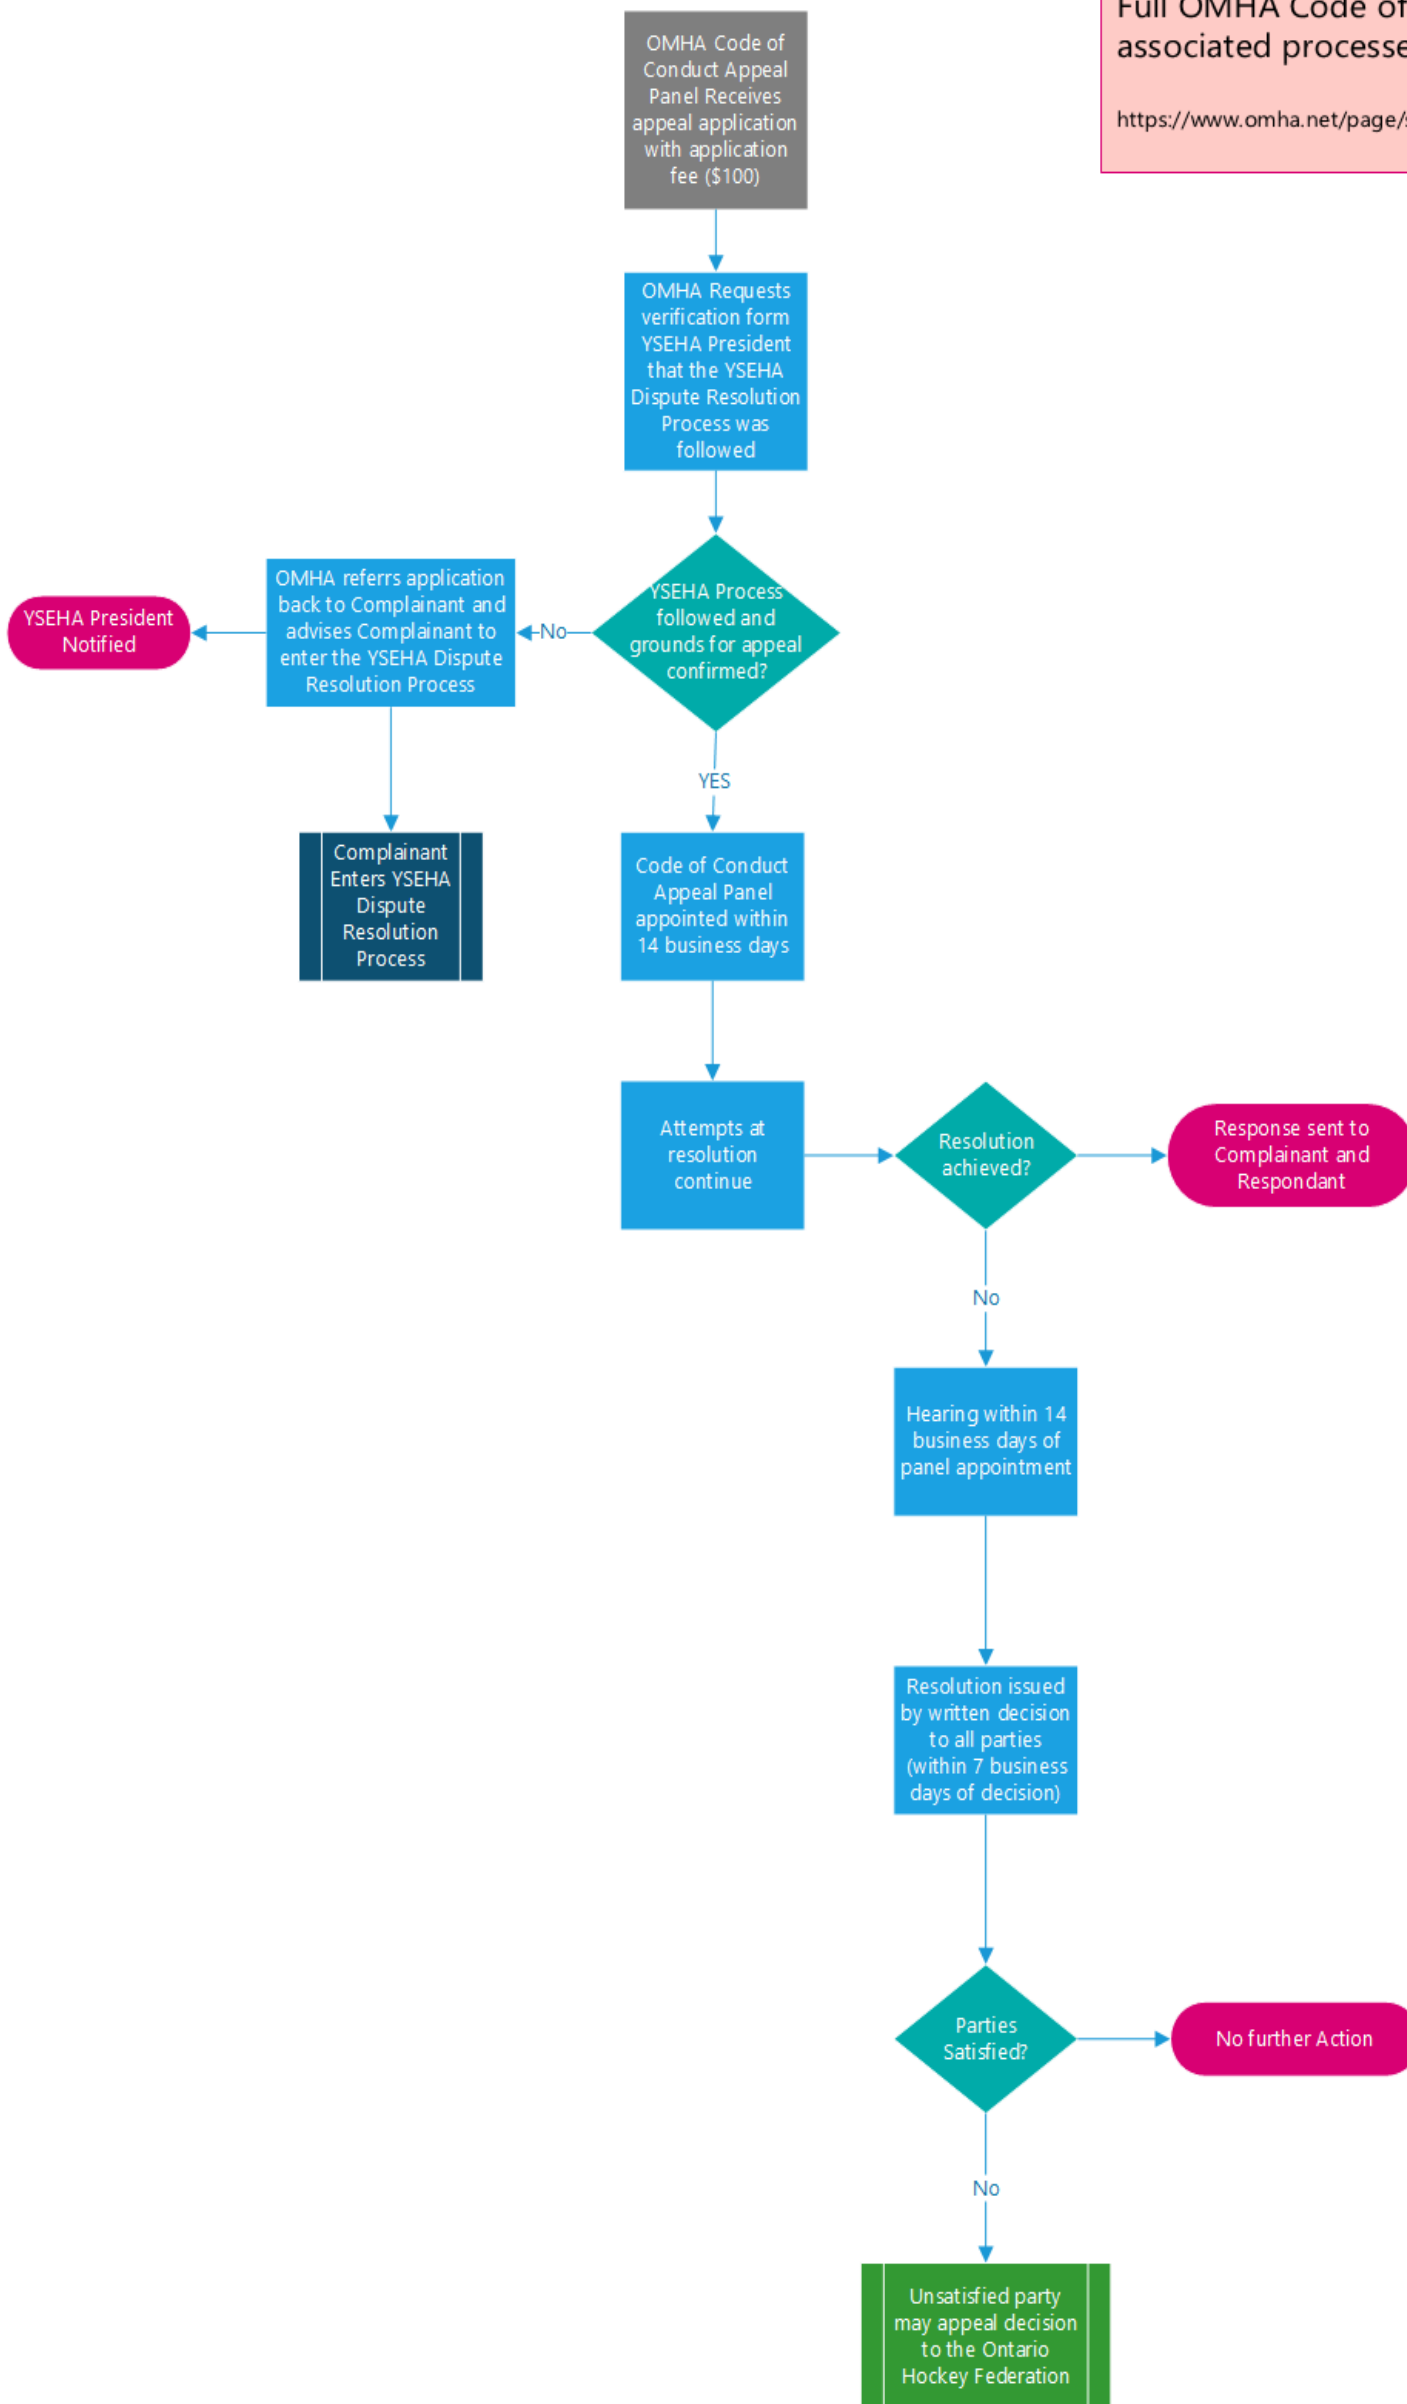 Full OMHA Code of
associated processe
https://www.omha.net/page/s
OMHA Code of
Conduct Appeal
Panel Receives
appeal application
with application
fee ($100)
OMHA Requests
verification form
YSEHA President
that the YSEHA
Dispute Resolution
Process was
followed
YSEHA Process
followed and
grounds for appeal
confirmed?
No
OMHA referrs application
back to Complainant and
advises Complainant to
enter the YSEHA Dispute
Resolution Process
YSEHA President
Notified
YES
Complainant
Enters YSEHA
Dispute
Resolution
Process
Code of Conduct
Appeal Panel
appointed within
14 business days
Attempts at
resolution
continue
Resolution
achieved?
Response sent to
Complainant and
Respondant
No
Hearing within 14
business days of
panel appointment
Resolution issued
by written decision
to all parties
(within 7 business
days of decision)
Parties
Satisfied?
No further Action
No
Unsatisfied party
may appeal decision
to the Ontario
Hockey Federation